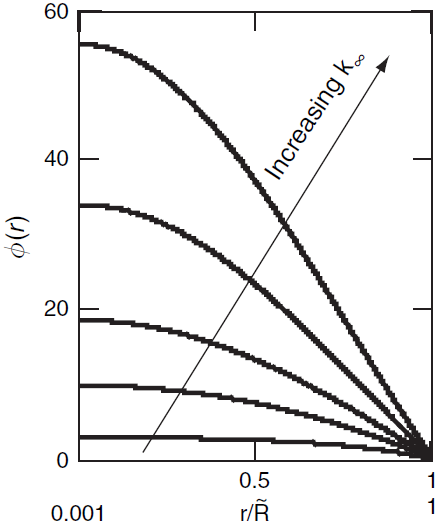 60
40
20
0
ϕ(r)
Increasing k∞
0.5
1
0.001
r/R̃
1